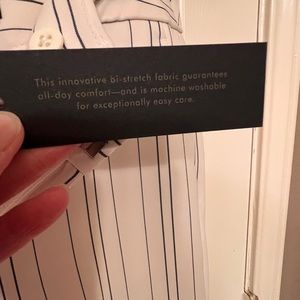 This innovative bi-stretch fabric guarantees
all-day comfort—and is machine washable
for exceptionally easy care.